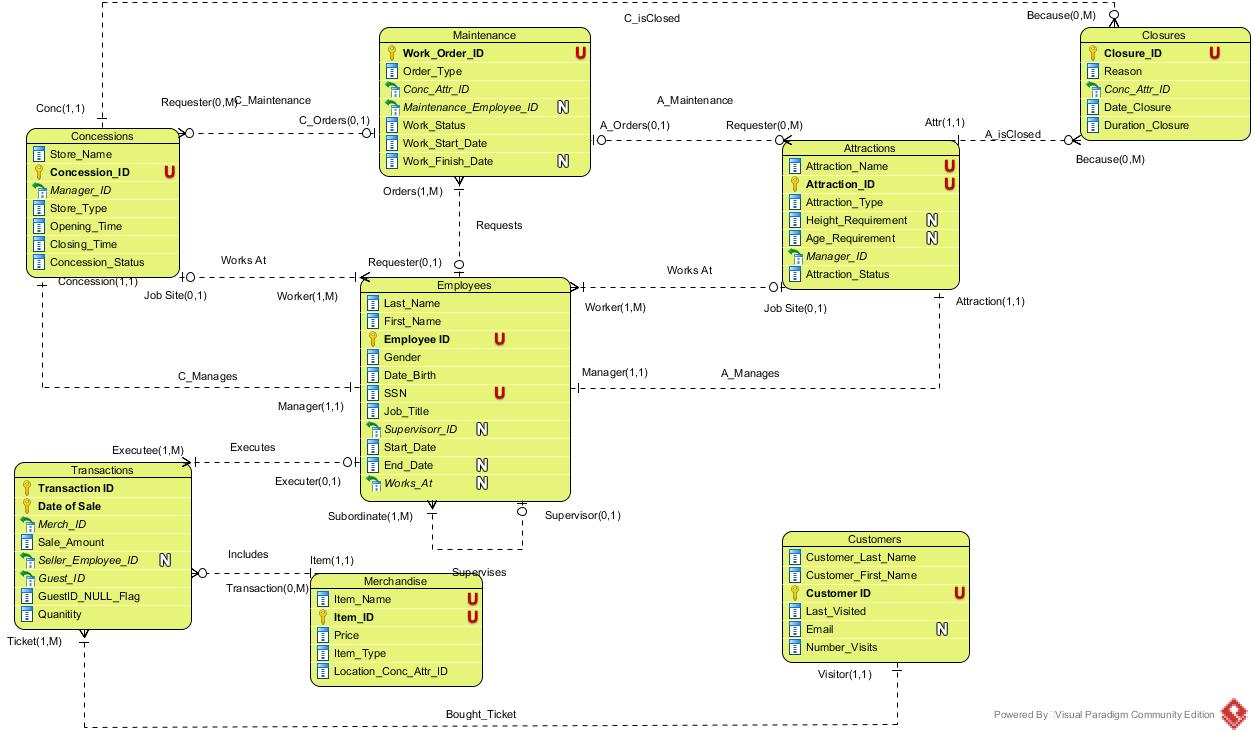 C_isClosed
Because(0,M)
Maintenance
Work_Order_ID U
Order_Type
Conc_Attr_ID
Maintenance_Employee_ID N
Work_Status
Work_Start_Date
Work_Finish_Date N
Closures
Closure_ID U
Reason
Conc_Attr_ID
Date_Closure
Duration_Closure
Conc(1,1)
Requester(0,M)
C_Maintenance
C_Orders(0,1)
A_Maintenance
A_Orders(0,1)
Requester(0,M)
Attr(1,1)
A_isClosed
Because(0,M)
Concessions
Store_Name
Concession_ID U
Manager_ID
Store_Type
Opening_Time
Closing_Time
Concession_Status
Attractions
Attraction_Name U
Attraction_ID U
Attraction_Type
Height_Requirement N
Age_Requirement N
Manager_ID
Attraction_Status
Orders(1,M)
Requests
Requester(0,1)
Works At
Concession(1,1)
Job Site(0,1)
Worker(1,M)
Works At
Worker(1,M)
Job Site(0,1)
Attraction(1,1)
Employees
Last_Name
First_Name
Employee ID U
Gender
Date_Birth
SSN U
Job_Title
Supervisorr_ID N
Start_Date
End_Date N
Works_At N
C_Manages
Manager(1,1)
Manager(1,1)
A_Manages
Executee(1,M)
Executes
Executer(0,1)
Subordinate(1,M)
Supervisor(0,1)
Supervises
Transactions
Transaction ID
Date of Sale
Merch_ID
Sale_Amount
Seller_Employee_ID N
Guest_ID
GuestID_NULL_Flag
Quanitity
Includes
Item(1,1)
Transaction(0,M)
Merchandise
Item_Name U
Item_ID U
Price
Item_Type
Location_Conc_Attr_ID
Customers
Customer_Last_Name
Customer_First_Name
Customer ID U
Last_Visited
Email N
Number_Visits
Ticket(1,M)
Visitor(1,1)
Bought_Ticket
Powered By Visual Paradigm Community Edition